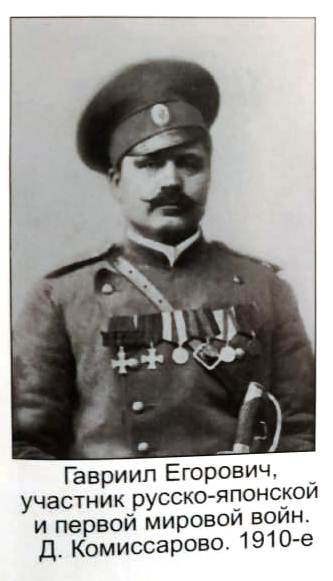 Гавриил Егорович,
участник русско-японской
и первой мировой войн.
Д. Комиссарово. 1910-е